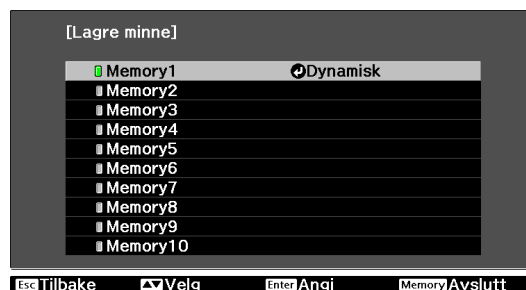 [Lagre minne]
Memory1 Dynamisk
Memory2
Memory3
Memory4
Memory5
Memory6
Memory7
Memory8
Memory9
Memory10
Esc Tilbake Velg Enter Angi Memory Avslutt